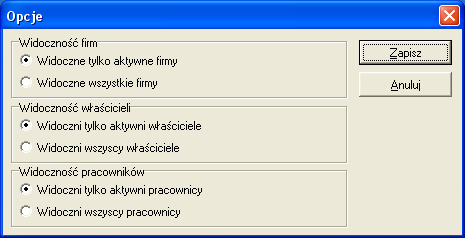 Opcje
Widoczność firm
Widoczne tylko aktywne firmy
Widoczne wszystkie firmy
Widoczność właścicieli
Widoczni tylko aktywni właściciele
Widoczni wszyscy właściciele
Widoczność pracowników
Widoczni tylko aktywni pracownicy
Widoczni wszyscy pracownicy
Zapisz
Anuluj